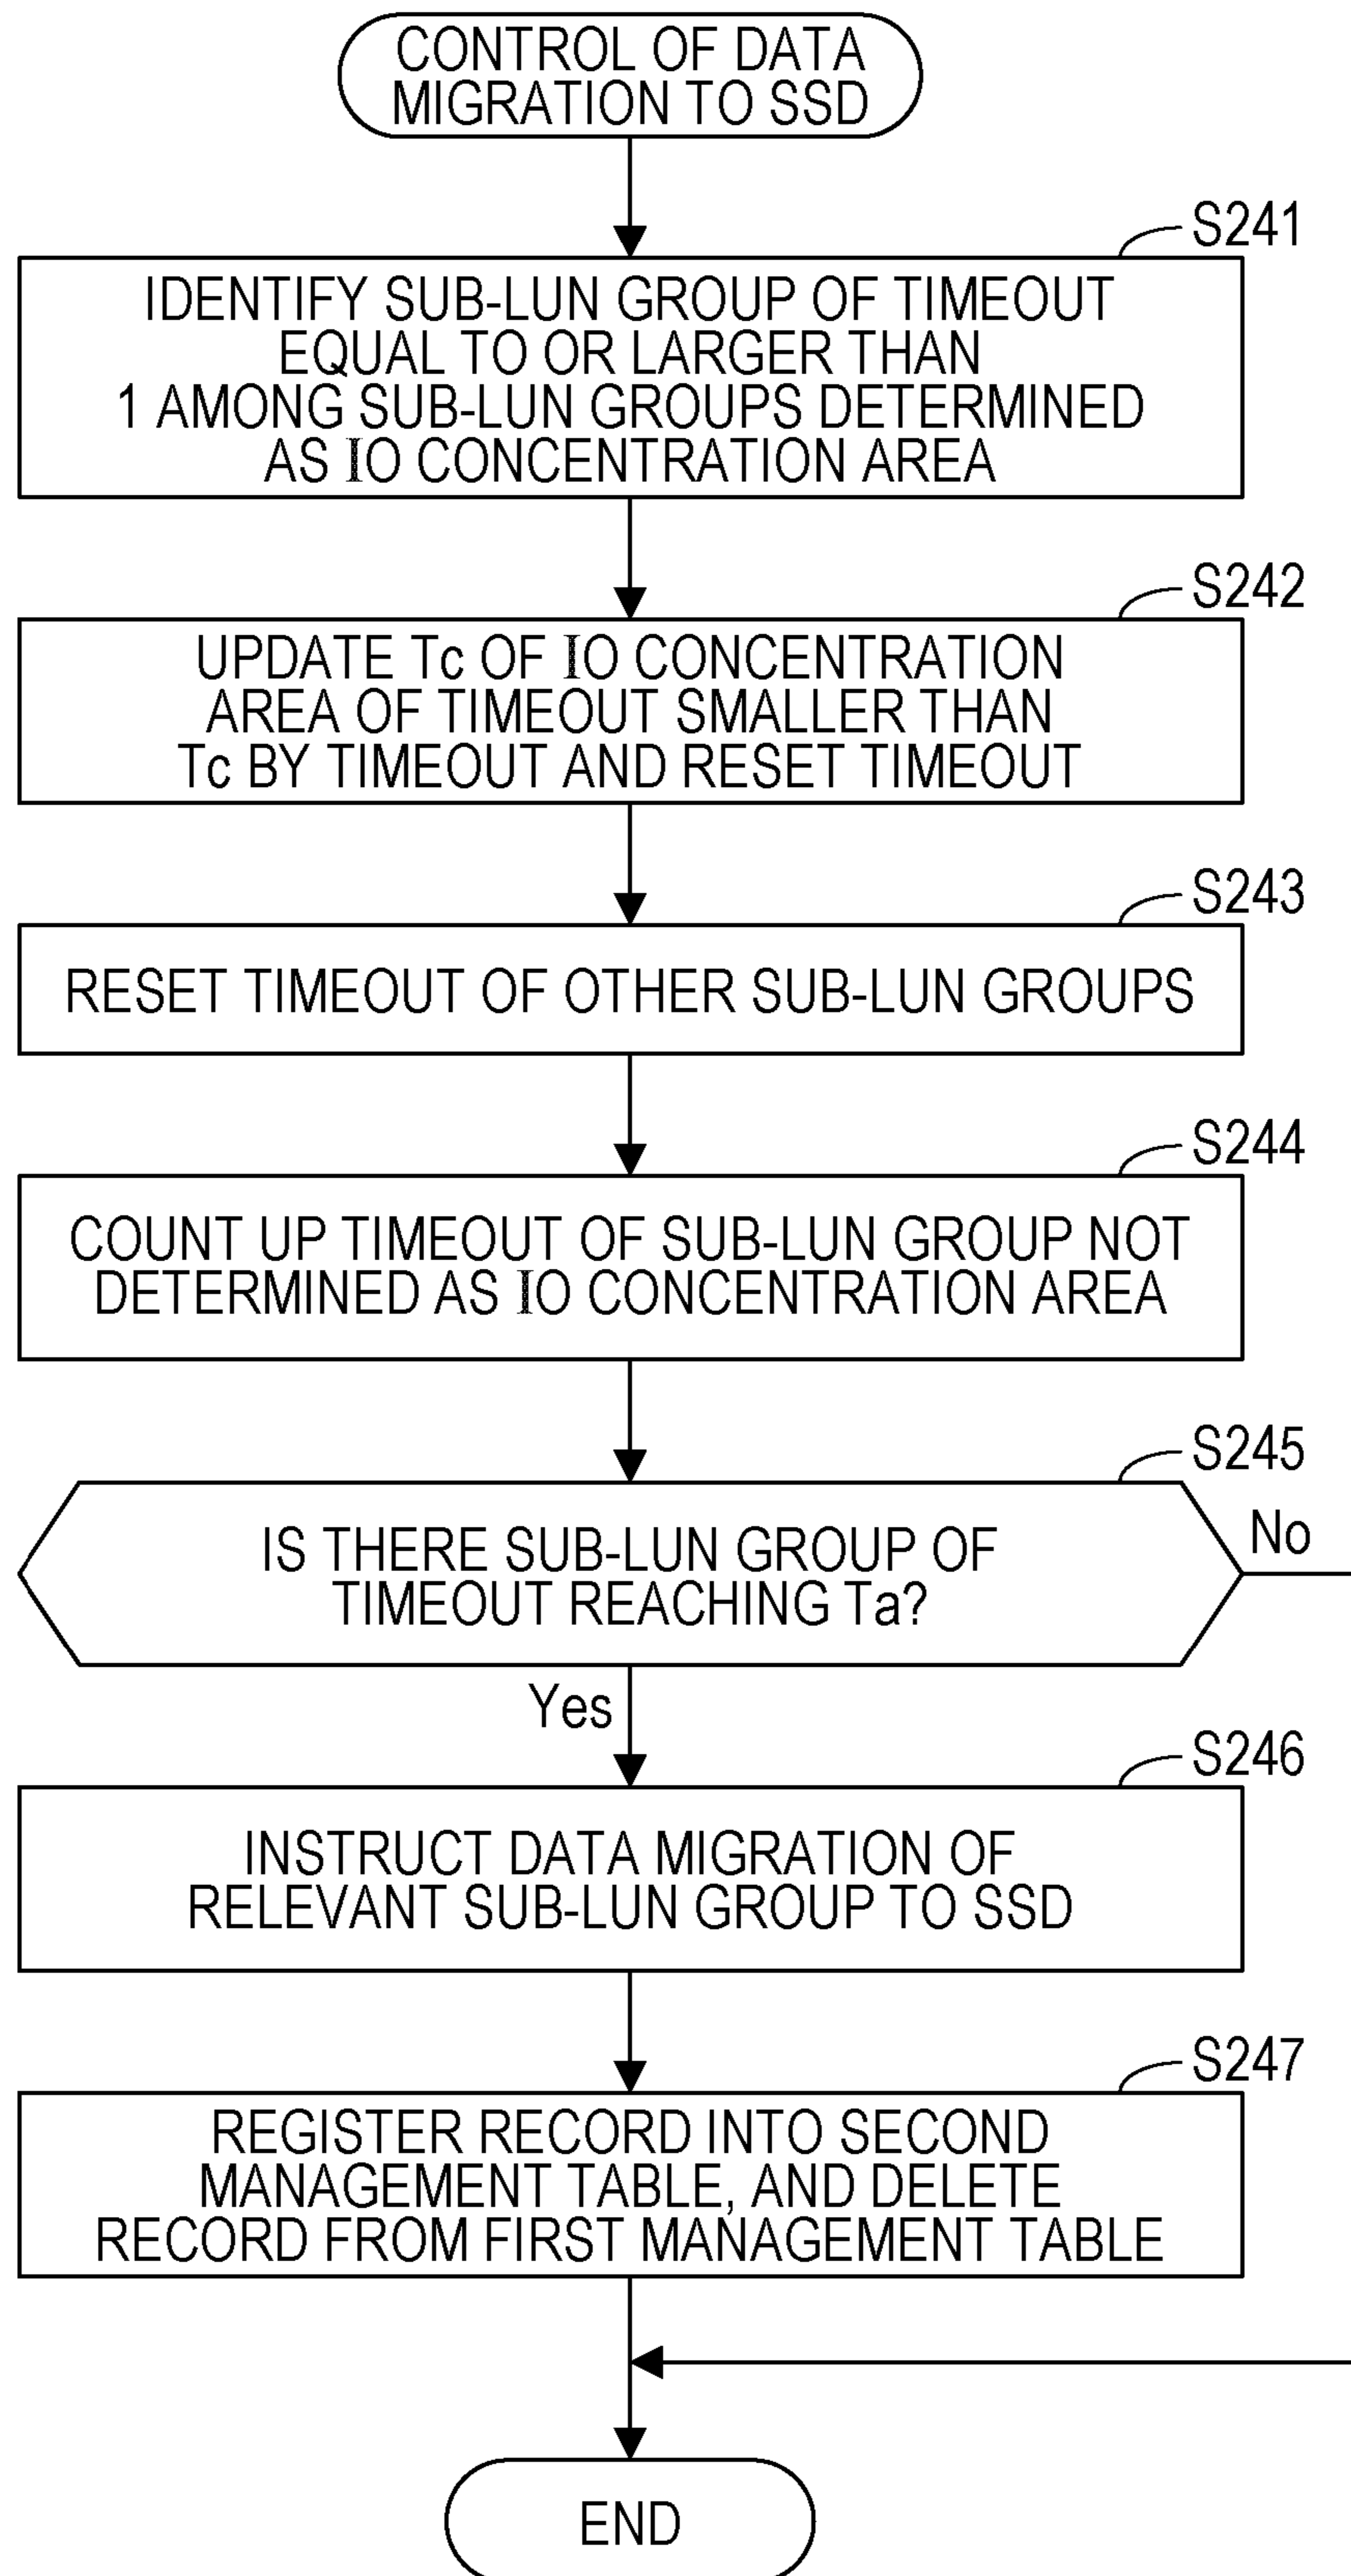 CONTROL OF DATA
MIGRATION TO SSD
S241
IDENTIFY SUB-LUN GROUP OF TIMEOUT
EQUAL TO OR LARGER THAN
1 AMONG SUB-LUN GROUPS DETERMINED
AS IO CONCENTRATION AREA
S242
UPDATE Tc OF IO CONCENTRATION
AREA OF TIMEOUT SMALLER THAN
Tc BY TIMEOUT AND RESET TIMEOUT
S243
RESET TIMEOUT OF OTHER SUB-LUN GROUPS
S244
COUNT UP TIMEOUT OF SUB-LUN GROUP NOT
DETERMINED AS IO CONCENTRATION AREA
S245
IS THERE SUB-LUN GROUP OF
TIMEOUT REACHING Ta?
No
Yes
S246
INSTRUCT DATA MIGRATION OF
RELEVANT SUB-LUN GROUP TO SSD
S247
REGISTER RECORD INTO SECOND
MANAGEMENT TABLE, AND DELETE
RECORD FROM FIRST MANAGEMENT TABLE
END